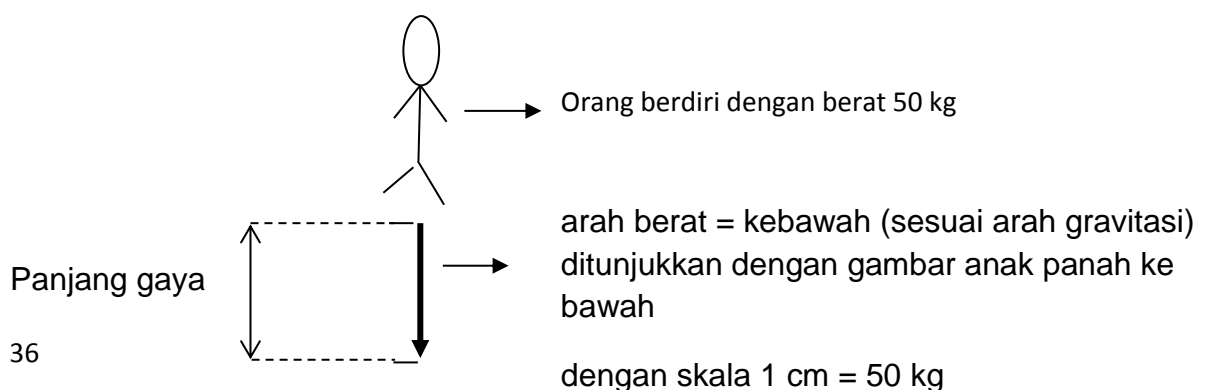 Orang berdiri dengan berat 50 kg
arah berat = kebawah (sesuai arah gravitasi)
ditunjukkan dengan gambar anak panah ke
bawah
Panjang gaya
36
dengan skala 1 cm = 50 kg